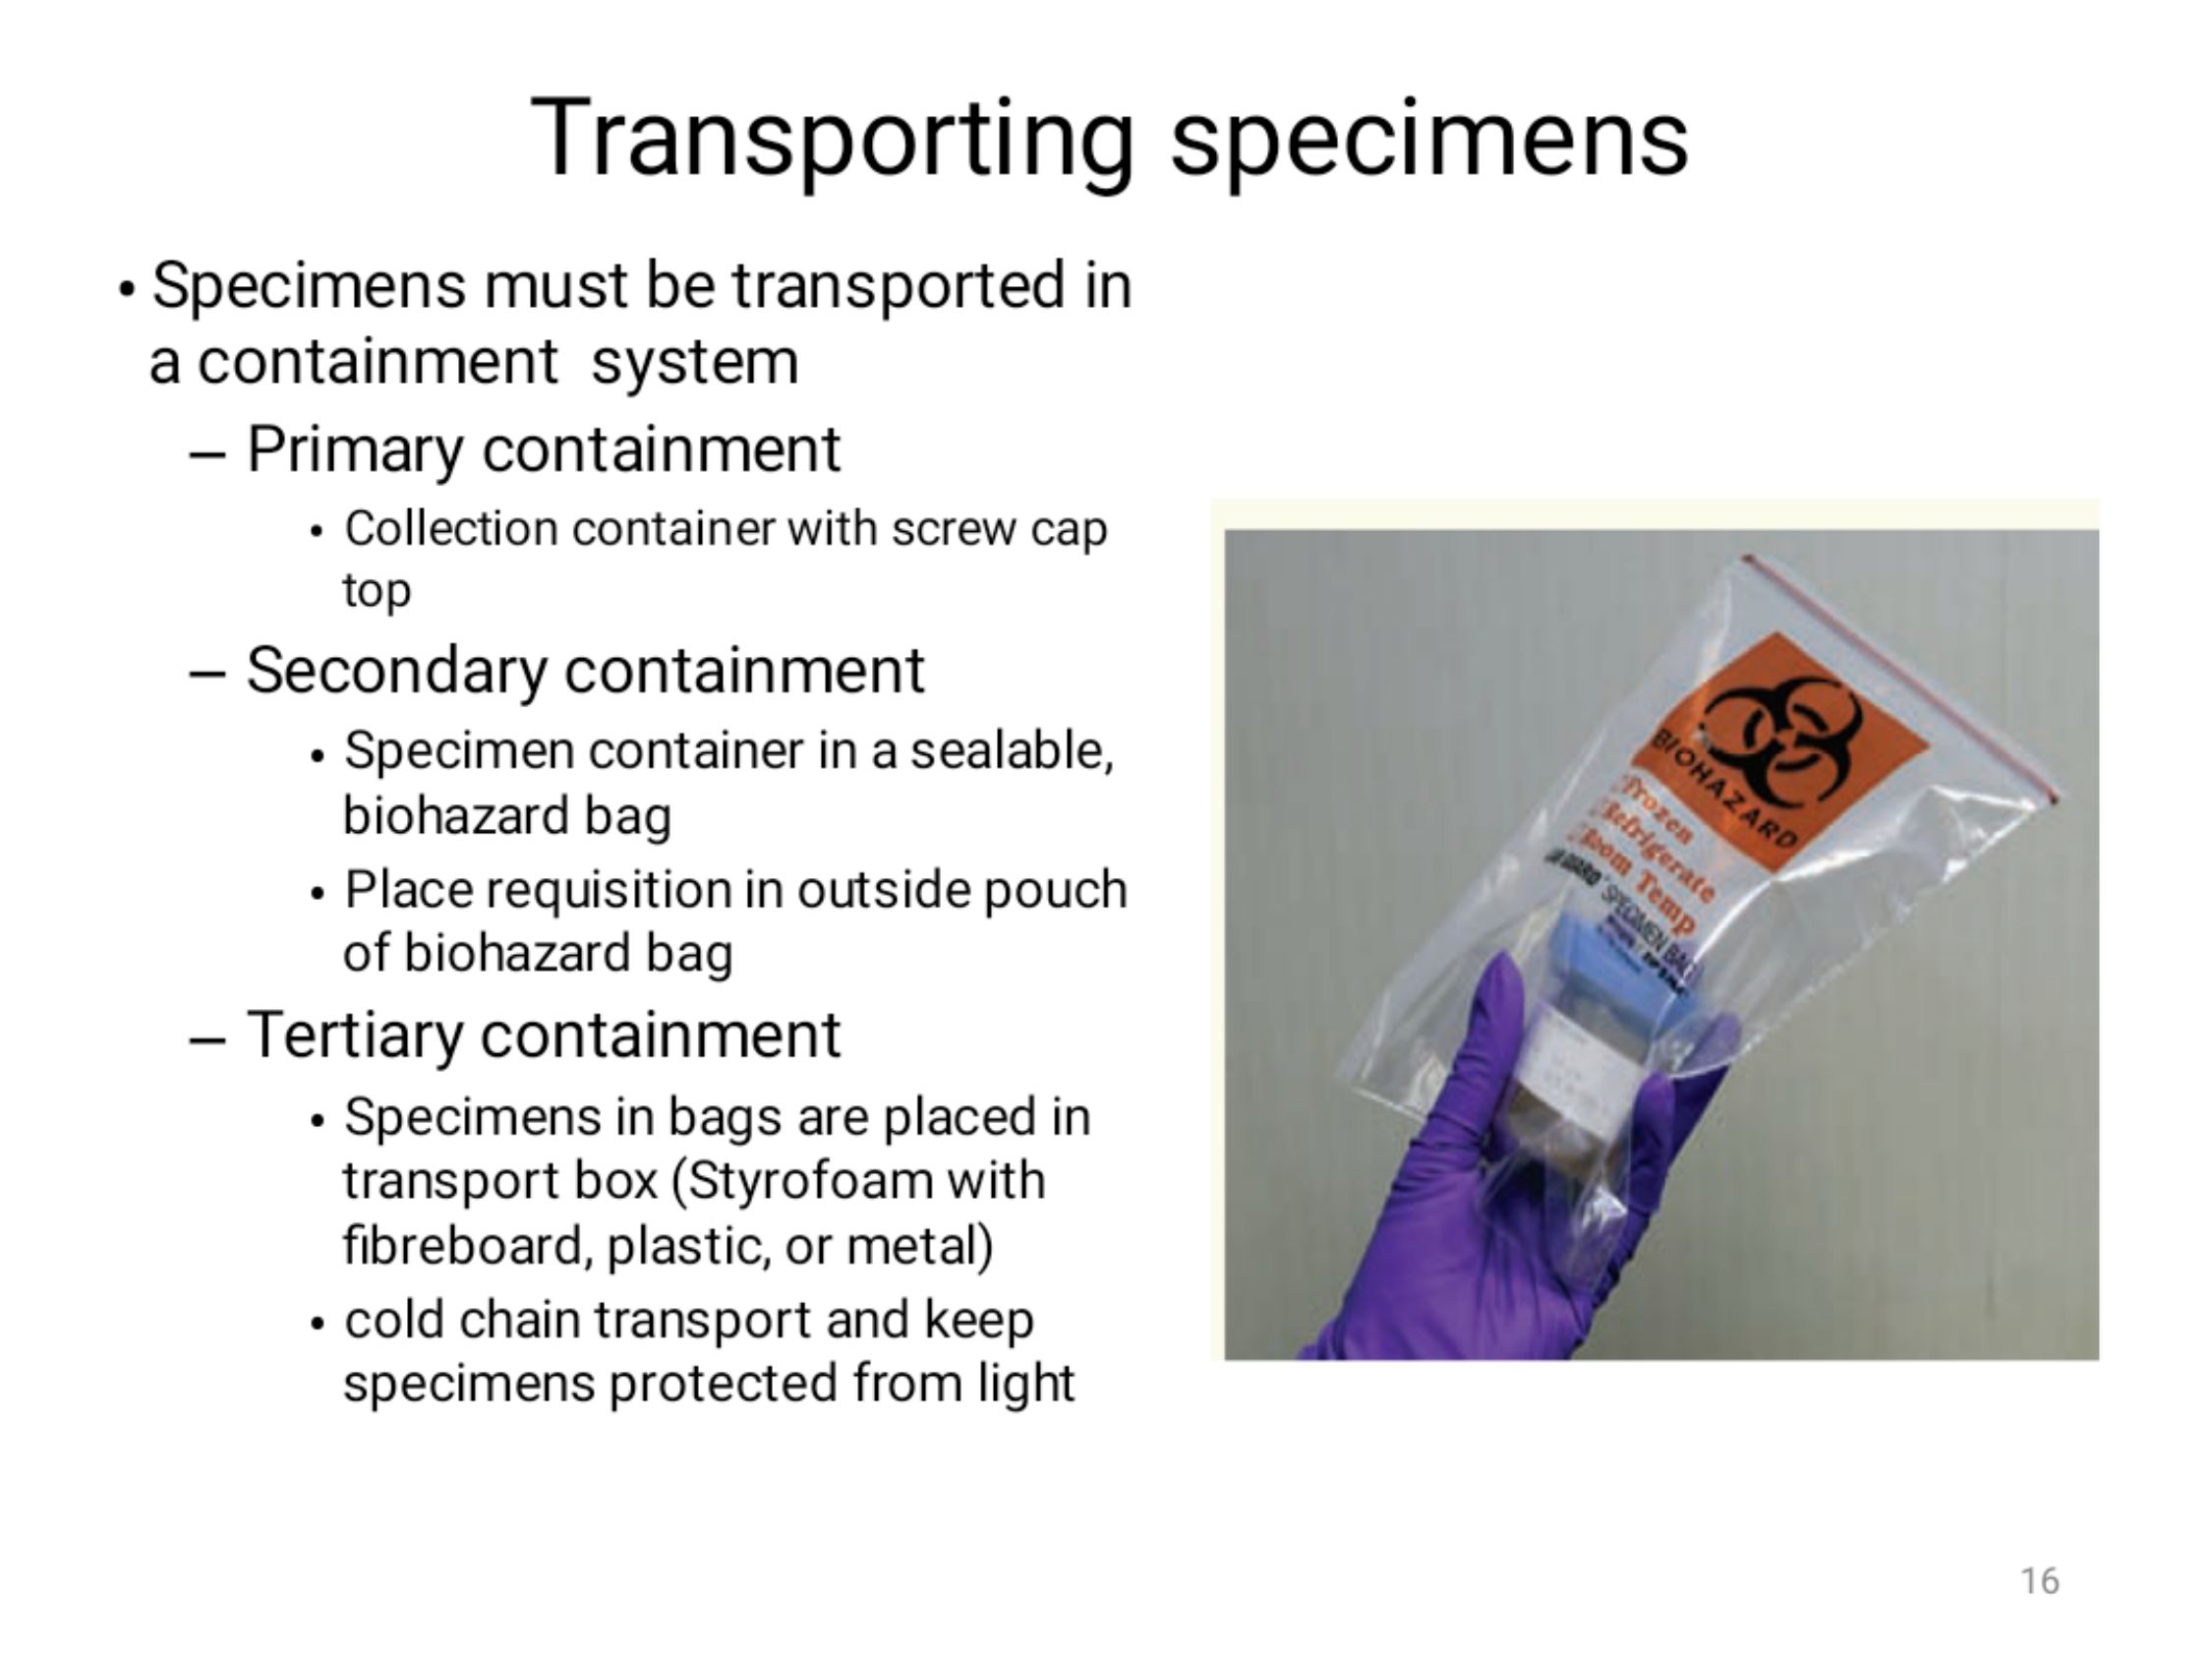 Transporting specimens
• Specimens must be transported in
a containment system
– Primary containment
• Collection container with screw cap
top
– Secondary containment
• Specimen container in a sealable,
biohazard bag
• Place requisition in outside pouch
of biohazard bag
– Tertiary containment
• Specimens in bags are placed in
transport box (Styrofoam with
fibreboard, plastic, or metal)
• cold chain transport and keep
specimens protected from light
BIOHAZARD
Frozen
Refrigerate
Room Temp
SPECIMEN BAG
16